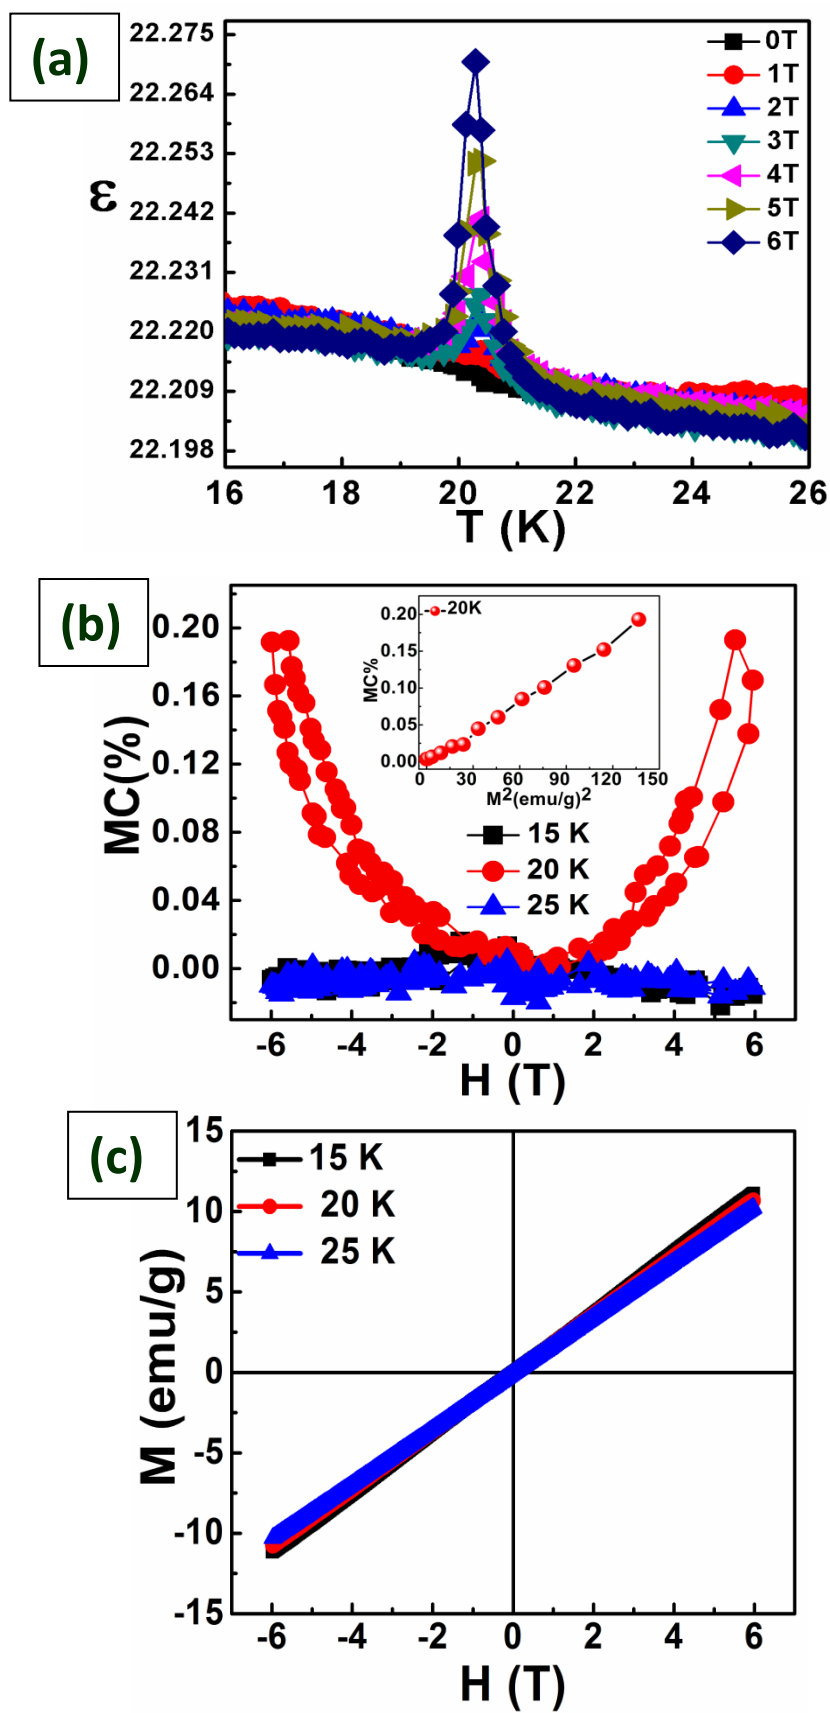 (a)
22.275
22.264
22.253
22.242
22.231
22.220
22.209
22.198
ε
0T
1T
2T
3T
4T
5T
6T
16 18 20 22 24 26
T (K)
(b)
0.20
0.16
0.12
0.08
0.04
0.00
MC(%)
20K
0.20
0.15
0.10
0.05
0.00
MC%
0 30 60 90 120 150
M2(emu/g)2
15 K
20 K
25 K
-6 -4 -2 0 2 4 6
H (T)
(c)
15
10
5
0
-5
-10
-15
M (emu/g)
15 K
20 K
25 K
-6 -4 -2 0 2 4 6
H (T)